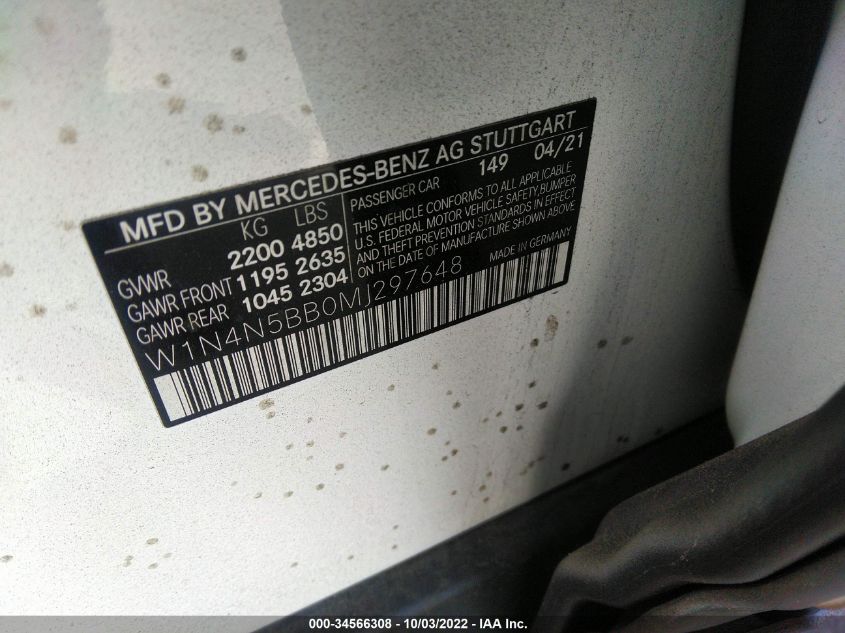 MFD BY MERCEDES-BENZ AG STUTTGART
KG LBS
GVWR 2200 4850
GAWR FRONT 1195 2635
GAWR REAR 1045 2304
PASSENGER CAR 149 04/21
THIS VEHICLE CONFORMS TO ALL APPLICABLE
U.S. FEDERAL MOTOR VEHICLE SAFETY,BUMPER
AND THEFT PREVENTION STANDARDS IN EFFECT
ON THE DATE OF MANUFACTURE SHOWN ABOVE
W1N4N5BB0MJ297648
MADE IN GERMANY
000-34566308 - 10/03/2022 - IAA Inc.